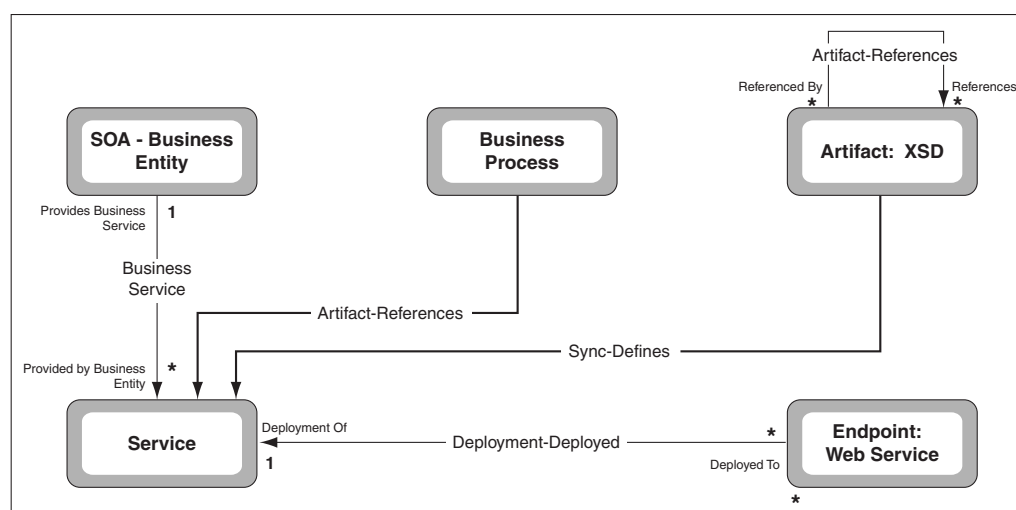 Artifact-References
Referenced By
References
*
*
SOA - Business
Entity
Business
Process
Artifact: XSD
Provides Business
Service
1
Business
Service
Artifact-References
Sync-Defines
Provided by Business
Entity
*
Service
Deployment Of
1
Deployment-Deployed
*
Deployed To
Endpoint:
Web Service
*